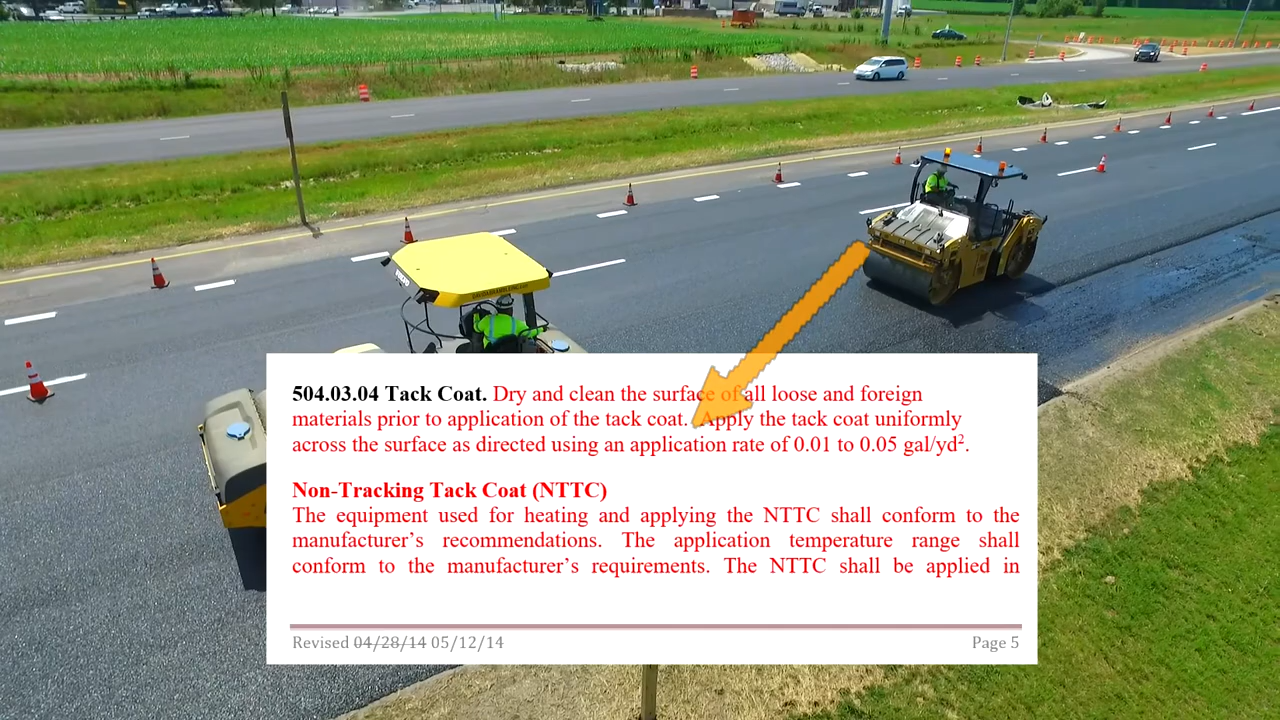 504.03.04 Tack Coat. Dry and clean the surface of all loose and foreign
materials prior to application of the tack coat. Apply the tack coat uniformly
across the surface as directed using an application rate of 0.01 to 0.05 gal/yd².
Non-Tracking Tack Coat (NTTC)
The equipment used for heating and applying the NTTC shall conform to the
manufacturer's recommendations. The application temperature range shall
conform to the manufacturer's requirements. The NTTC shall be applied in
Revised 04/28/14 05/12/14
Page 5